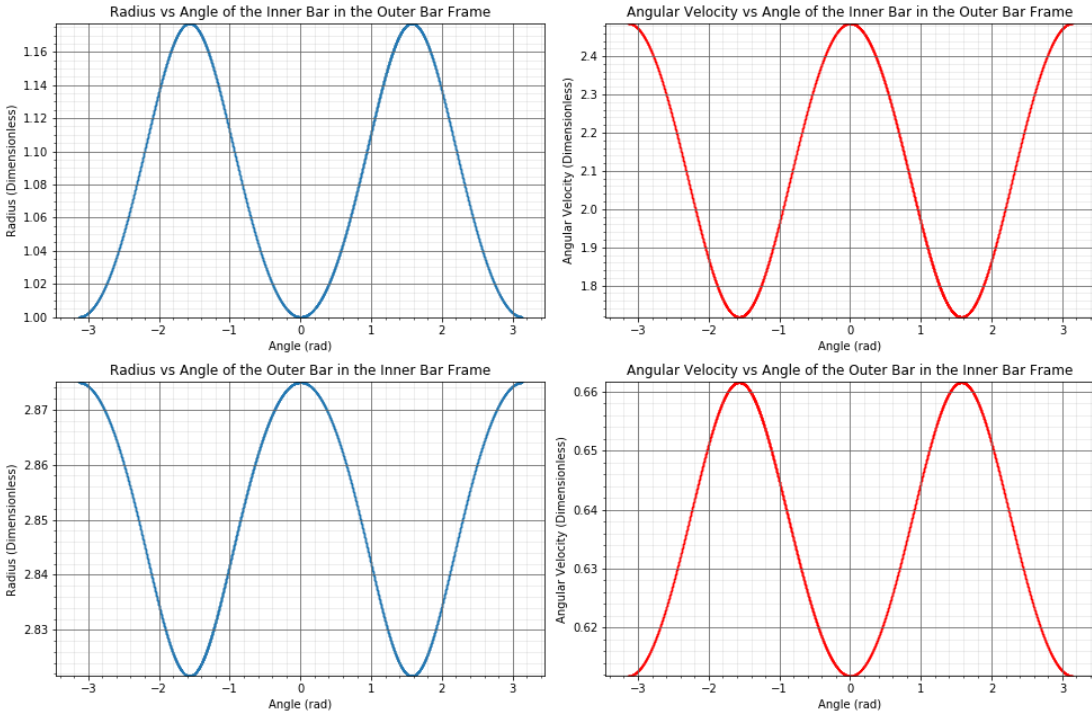 Radius vs Angle of the Inner Bar in the Outer Bar Frame
Radius (Dimensionless)
1.16
1.14
1.12
1.10
1.08
1.06
1.04
1.02
1.00
−3 −2 −1 0 1 2 3
Angle (rad)
Angular Velocity vs Angle of the Inner Bar in the Outer Bar Frame
Angular Velocity (Dimensionless)
2.4
2.3
2.2
2.1
2.0
1.9
1.8
−3 −2 −1 0 1 2 3
Angle (rad)
Radius vs Angle of the Outer Bar in the Inner Bar Frame
Radius (Dimensionless)
2.87
2.86
2.85
2.84
2.83
−3 −2 −1 0 1 2 3
Angle (rad)
Angular Velocity vs Angle of the Outer Bar in the Inner Bar Frame
Angular Velocity (Dimensionless)
0.66
0.65
0.64
0.63
0.62
−3 −2 −1 0 1 2 3
Angle (rad)